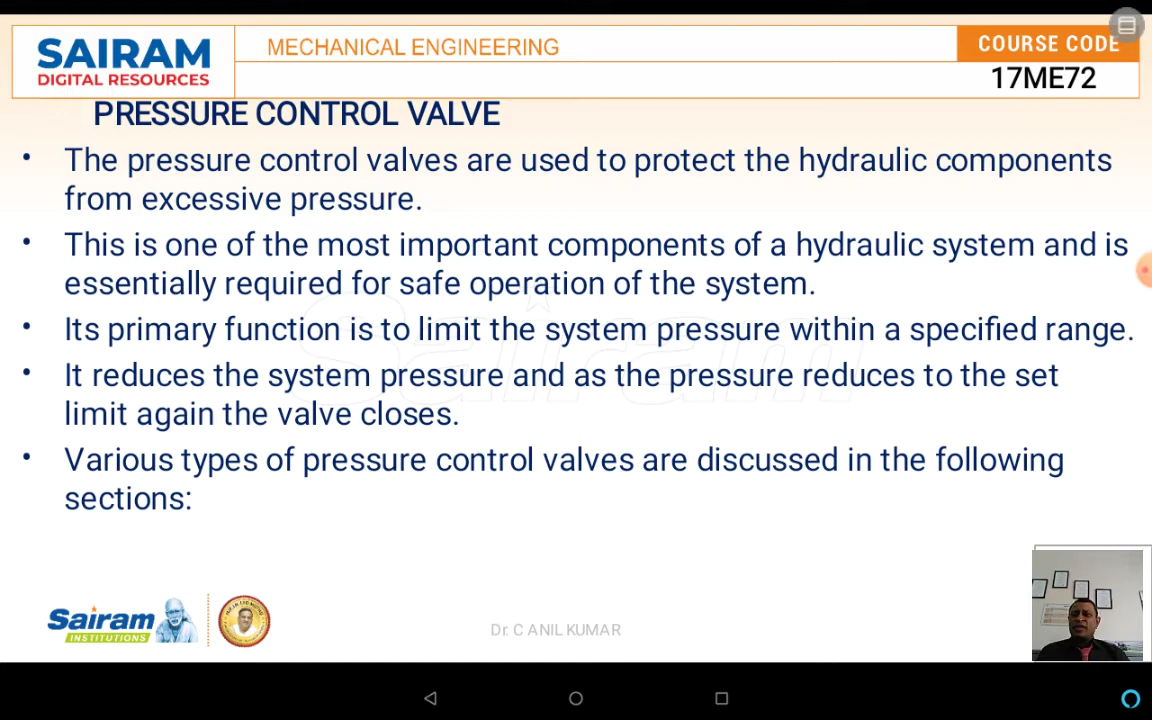 SAIRAM
DIGITAL RESOURCES
MECHANICAL ENGINEERING
COURSE CODE
17ME72
PRESSURE CONTROL VALVE
• The pressure control valves are used to protect the hydraulic components
from excessive pressure.
• This is one of the most important components of a hydraulic system and is
essentially required for safe operation of the system.
• Its primary function is to limit the system pressure within a specified range.
• It reduces the system pressure and as the pressure reduces to the set
limit again the valve closes.
• Various types of pressure control valves are discussed in the following
sections:
Sairam
Sairam
INSTITUTIONS
Dr. C ANIL KUMAR